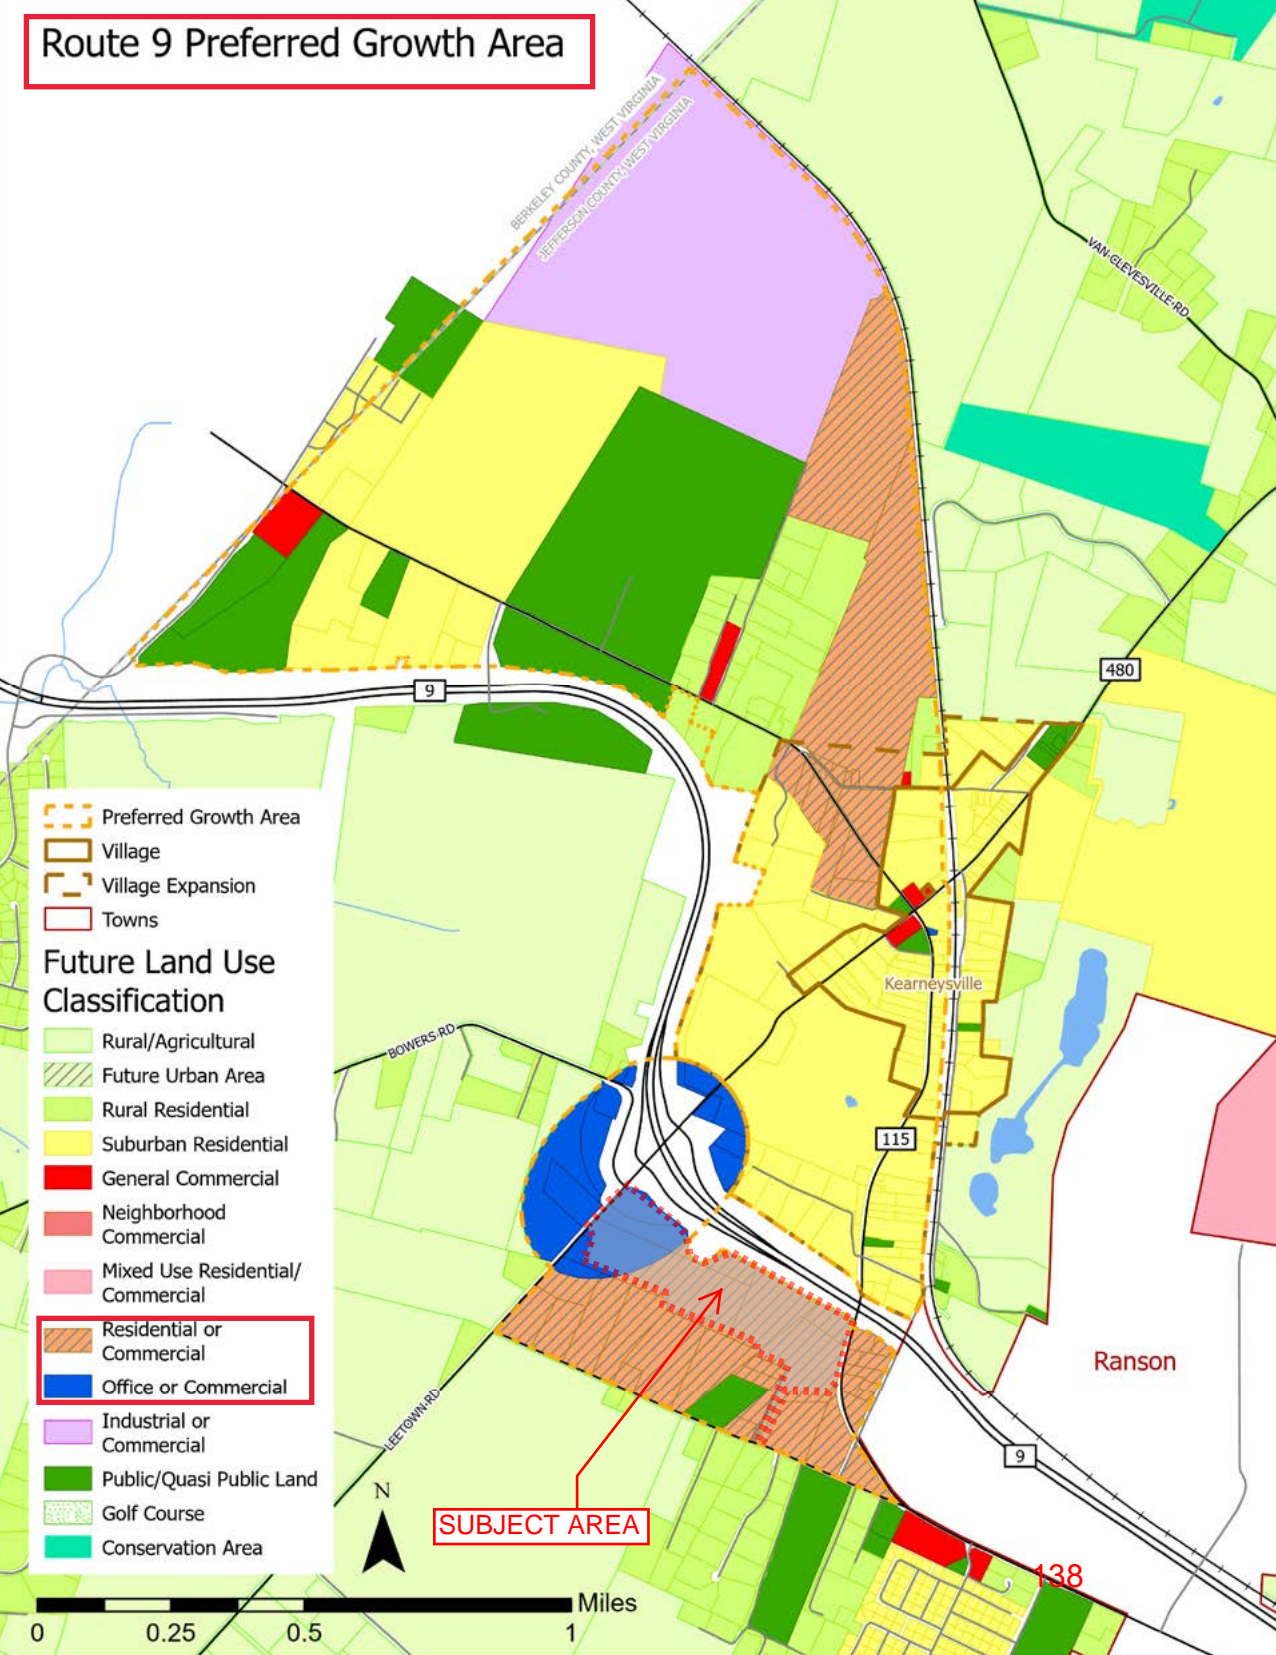 Route 9 Preferred Growth Area
BERKELEY COUNTY, WEST VIRGINIA
JEFFERSON COUNTY, WEST VIRGINIA
VAN CLEVESVILLE RD
480
9
Preferred Growth Area
Village
Village Expansion
Towns
Future Land Use
Classification
Rural/Agricultural
Future Urban Area
Rural Residential
Suburban Residential
General Commercial
Neighborhood
Commercial
Mixed Use Residential/
Commercial
Residential or
Commercial
Office or Commercial
Industrial or
Commercial
Public/Quasi Public Land
Golf Course
Conservation Area
Kearneysville
BOWERS RD
115
Ranson
LEETOWN RD
9
N
SUBJECT AREA
138
Miles
0 0.25 0.5 1